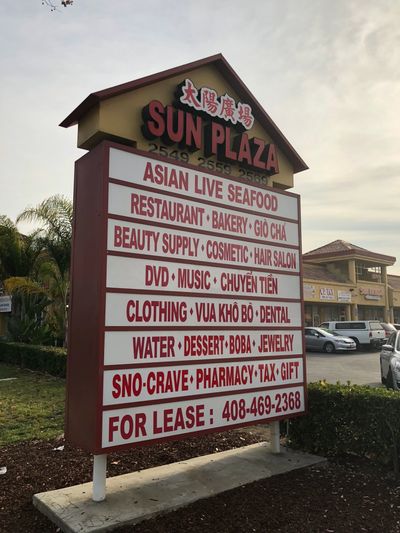 太陽廣場
SUN PLAZA
2549 2559 2569
ASIAN LIVE SEAFOOD
RESTAURANT • BAKERY • GIÒ CHẢ
BEAUTY SUPPLY • COSMETIC • HAIR SALON
DVD • MUSIC • CHUYỂN TIỀN
CLOTHING • VUA KHÔ BÒ • DENTAL
WATER • DESSERT • BOBA • JEWELRY
SNO-CRAVE • PHARMACY • TAX • GIFT
FOR LEASE : 408-469-2368